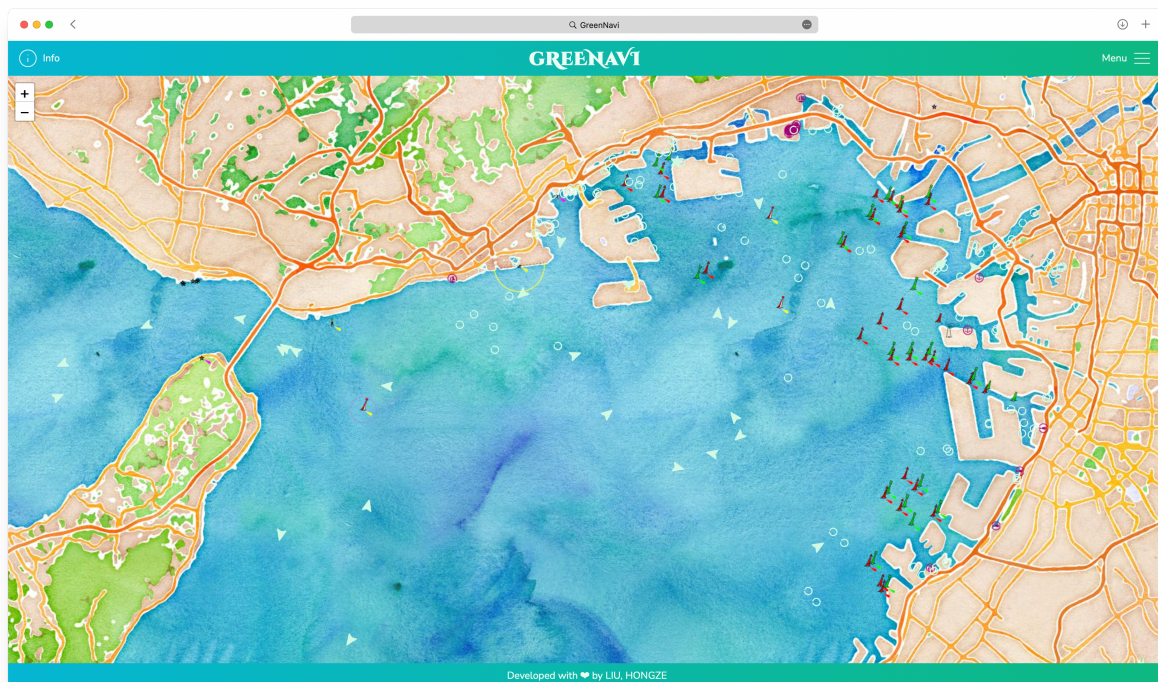 GreenNavi
Info
GREENAVI
Menu
+
−
Developed with ❤ by LIU, HONGZE